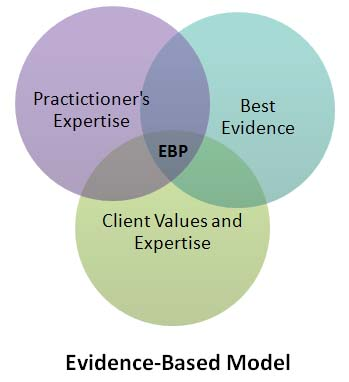 Practictioner's
Expertise
Best
Evidence
EBP
Client Values and
Expertise
Evidence-Based Model